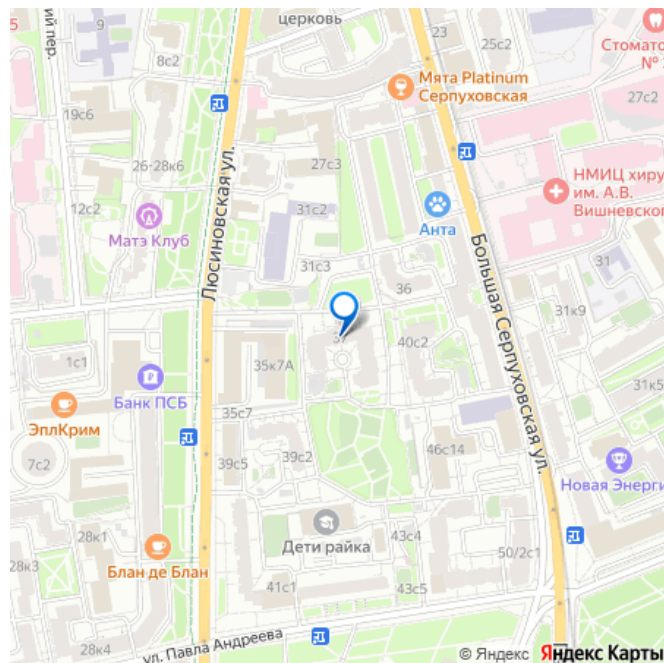 ий пер.
9
церковь
23
25с2
Стомато
№
8с2
Мята Platinum
Серпуховская
27с2
19с6
26-28к6
27с3
НМИЦ хиру
им. А.В.
Вишневского
12с2
Матэ Клуб
31с2
Анта
Люсиновская ул.
31с3
Большая Серпуховская ул.
31
36
31к9
37
40с2
1с1
35к7А
Банк ПСБ
31к5
ЭплКрим
35с7
7с2
39с5
39с2
46с14
Новая Энерги
28к1
Дети райка
43с4
50/2с1
28к3
Блан де Блан
41с1
43с5
28к4
ул. Павла Андреева
© Яндекс Яндекс Карты